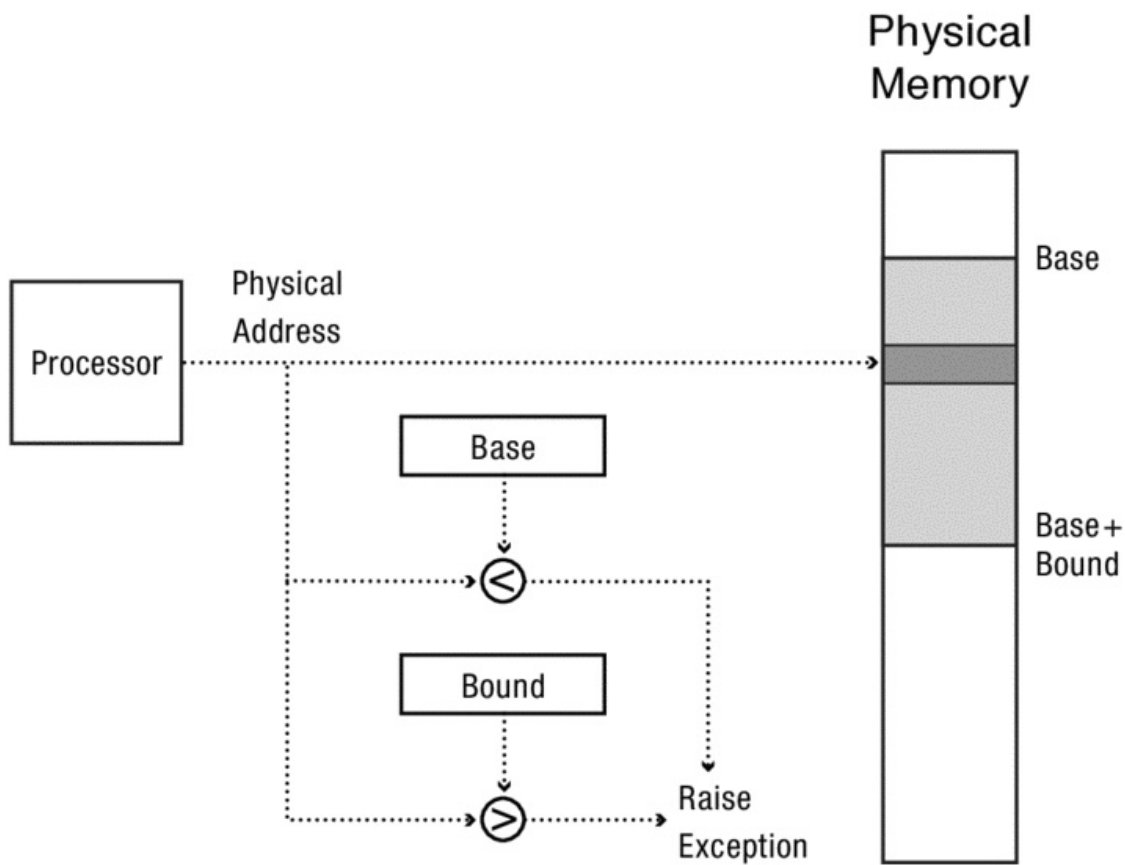 Physical
Memory
Base
Physical
Address
Processor
Base
<
Base+
Bound
Bound
>
Raise
Exception